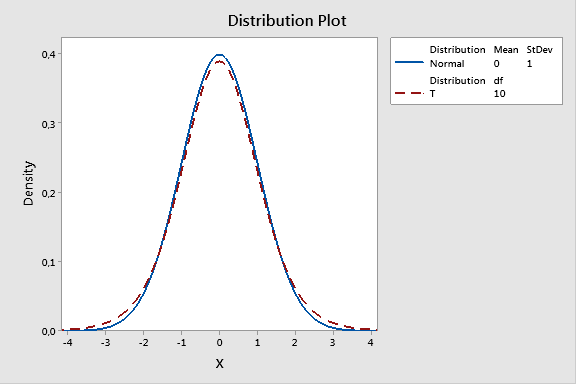 Distribution Plot
Distribution Mean StDev
Normal 0 1
Distribution df
T 10
Density
0,4
0,3
0,2
0,1
0,0
-4 -3 -2 -1 0 1 2 3 4
X